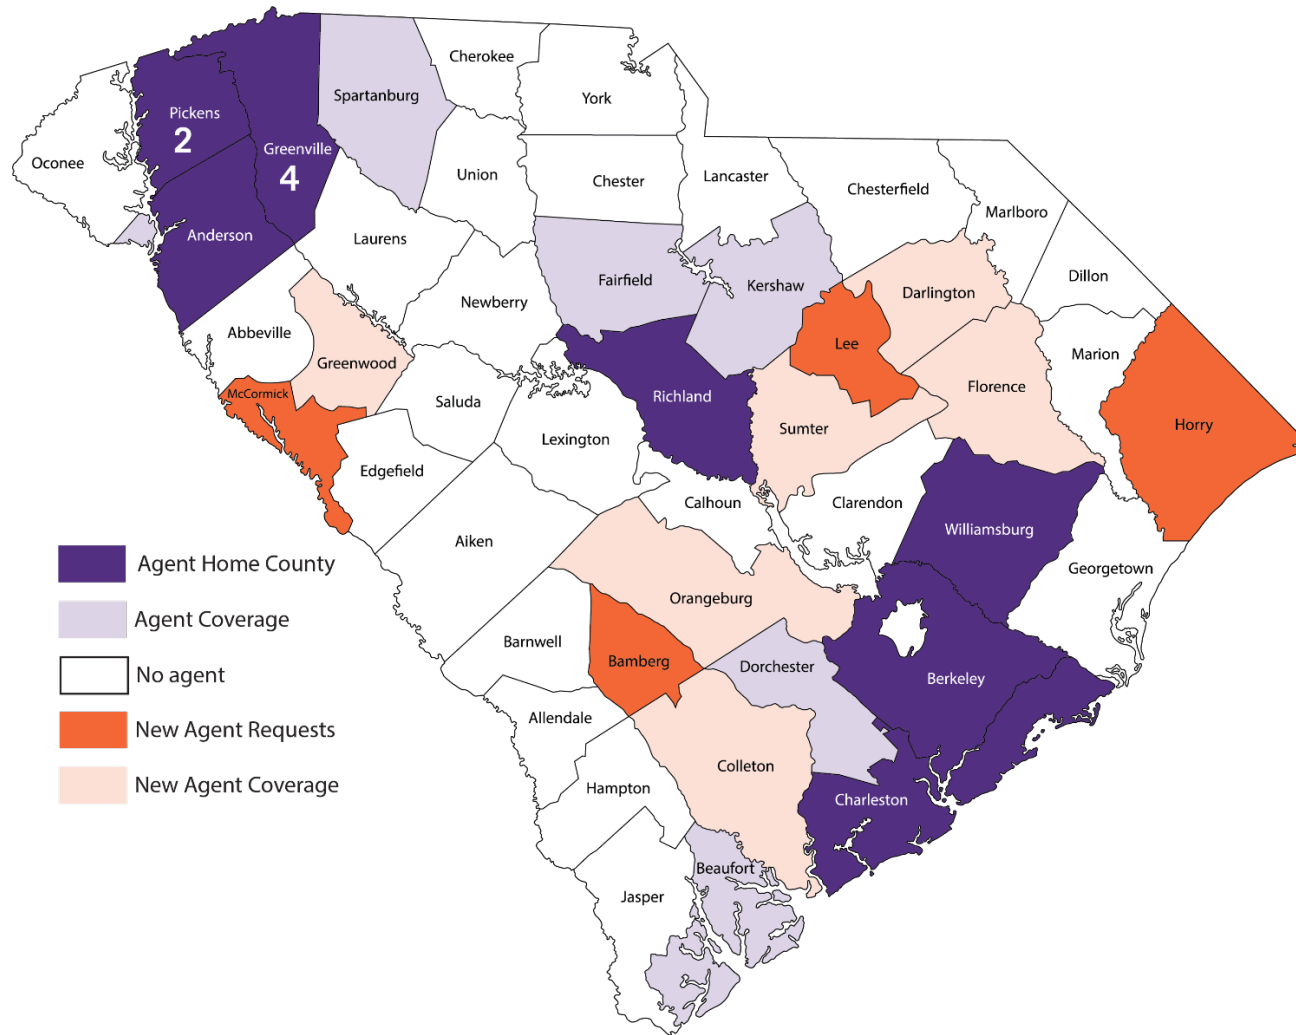 Cherokee
Spartanburg
York
Pickens
2
Greenville
4
Oconee
Union
Chester
Lancaster
Chesterfield
Marlboro
Anderson
Laurens
Dillon
Fairfield
Kershaw
Darlington
Newberry
Abbeville
Greenwood
Lee
Marion
McCormick
Saluda
Richland
Florence
Horry
Lexington
Sumter
Edgefield
Calhoun
Clarendon
Williamsburg
Aiken
Georgetown
Orangeburg
Barnwell
Bamberg
Dorchester
Berkeley
Allendale
Colleton
Hampton
Charleston
Beaufort
Jasper
Agent Home County
Agent Coverage
No agent
New Agent Requests
New Agent Coverage